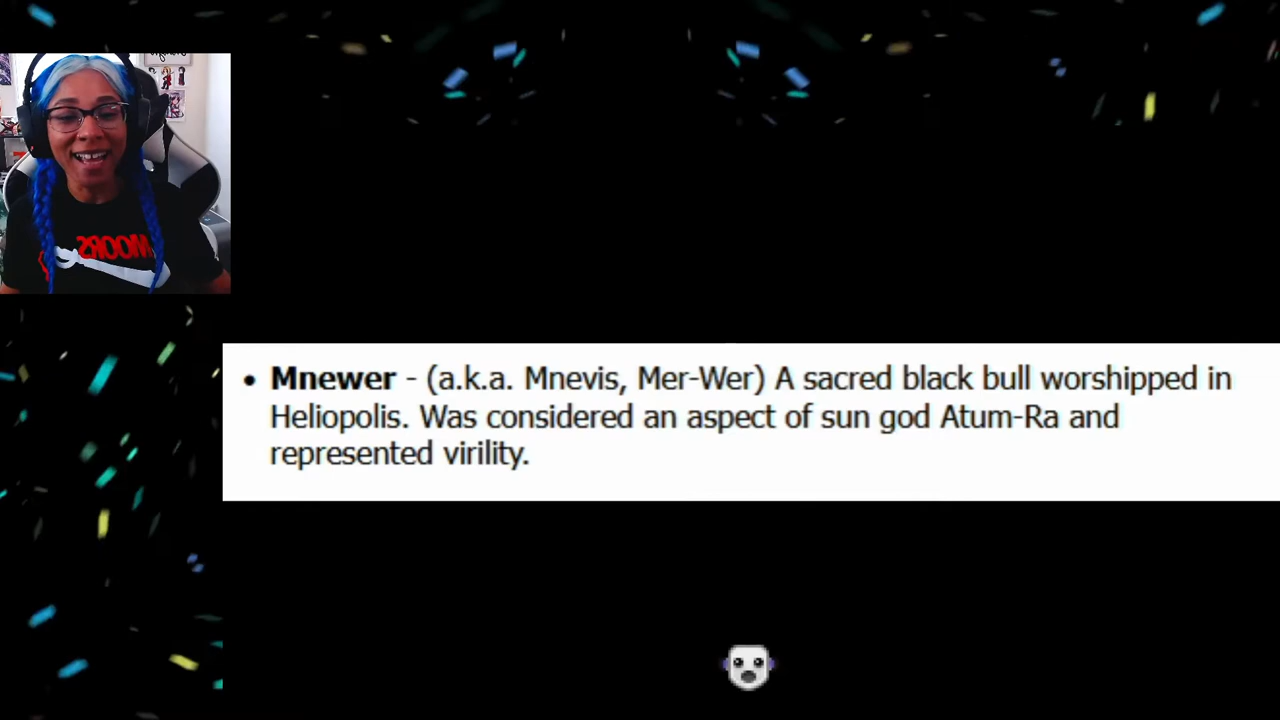 MOORS
• Mnewer - (a.k.a. Mnevis, Mer-Wer) A sacred black bull worshipped in
Heliopolis. Was considered an aspect of sun god Atum-Ra and
represented virility.